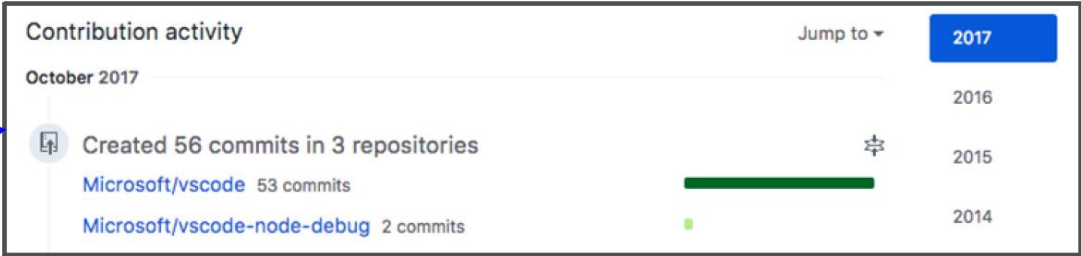 Contribution activity
Jump to
October 2017
Created 56 commits in 3 repositories
Microsoft/vscode 53 commits
Microsoft/vscode-node-debug 2 commits
2017
2016
2015
2014